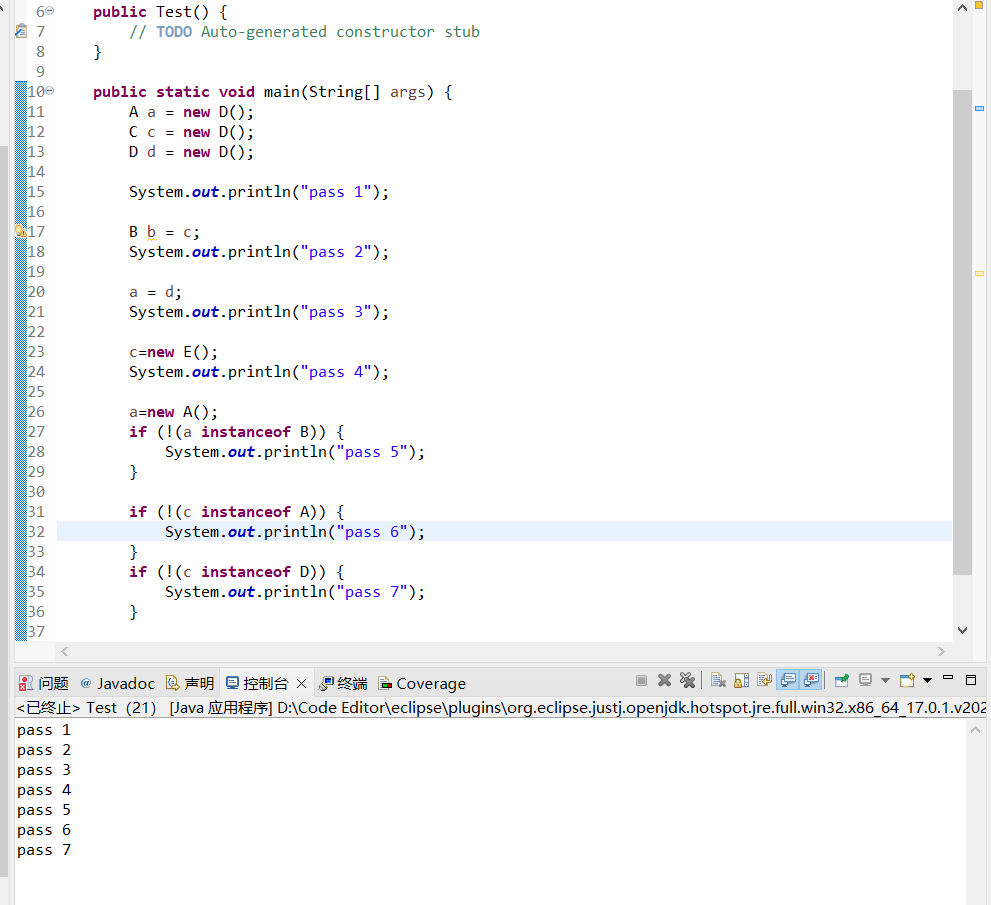 6 public Test() {
7 // TODO Auto-generated constructor stub
8 }
9
10 public static void main(String[] args) {
11 A a = new D();
12 C c = new D();
13 D d = new D();
14
15 System.out.println("pass 1");
16
17 B b = c;
18 System.out.println("pass 2");
19
20 a = d;
21 System.out.println("pass 3");
22
23 c=new E();
24 System.out.println("pass 4");
25
26 a=new A();
27 if (!(a instanceof B)) {
28 System.out.println("pass 5");
29 }
30
31 if (!(c instanceof A)) {
32 System.out.println("pass 6");
33 }
34 if (!(c instanceof D)) {
35 System.out.println("pass 7");
36 }
37
问题 @ Javadoc 声明 控制台 终端 Coverage
<已终止> Test (21) [Java 应用程序] D:\Code Editor\eclipse\plugins\org.eclipse.justj.openjdk.hotspot.jre.full.win32.x86_64_17.0.1.v202
pass 1
pass 2
pass 3
pass 4
pass 5
pass 6
pass 7